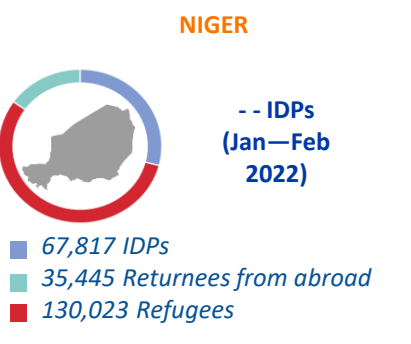 NIGER
- - IDPs
(Jan—Feb
2022)
67,817 IDPs
35,445 Returnees from abroad
130,023 Refugees